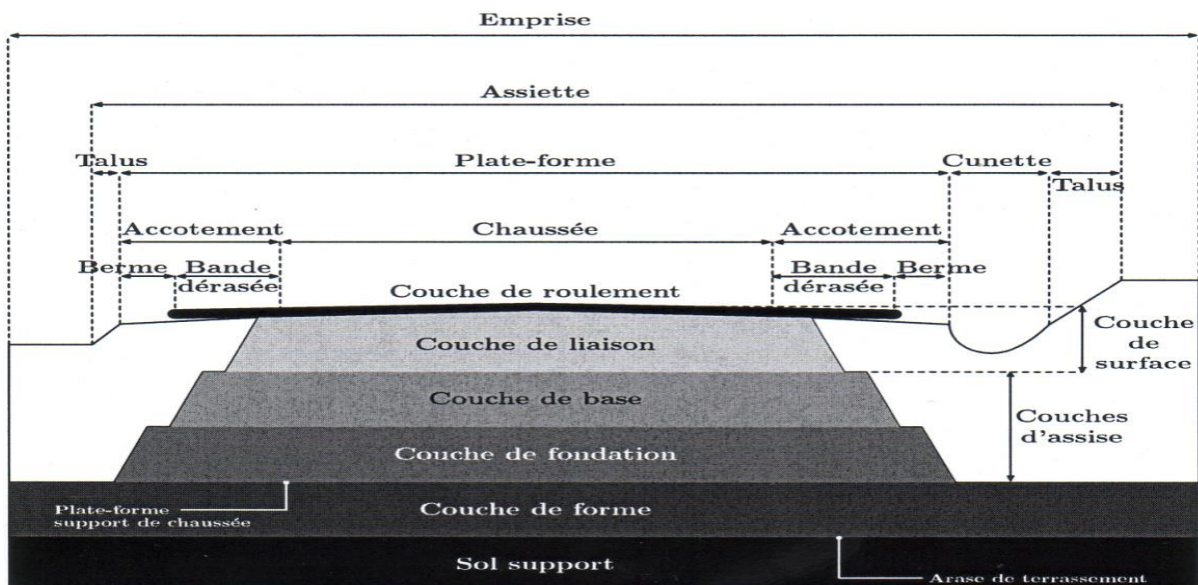 Emprise
Assiette
Talus
Plate-forme
Cunette
Talus
Accotement
Chaussée
Accotement
Berme
Bande
dérasée
Bande
dérasée
Berme
Couche de roulement
Couche de liaison
Couche
de
surface
Couche de base
Couches
d'assise
Couche de fondation
Plate-forme
support de chaussée
Couche de forme
Sol support
Arase de terrassement